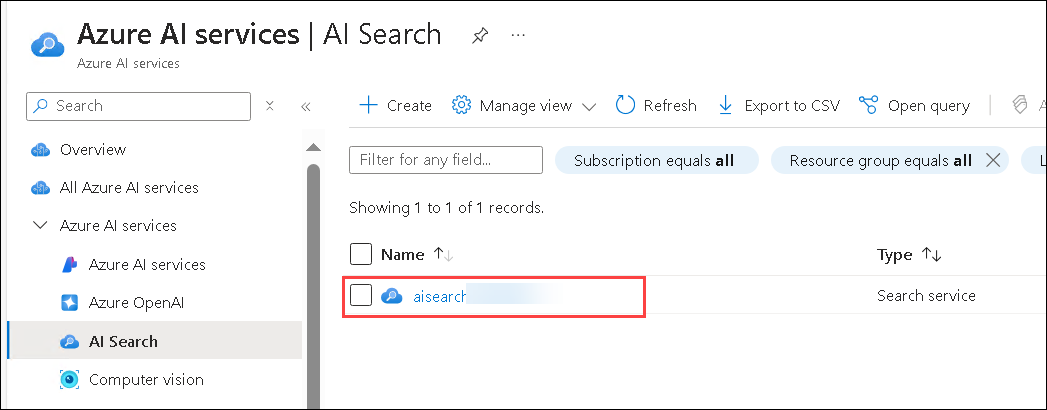 Azure AI services | AI Search ...
Azure AI services
Search
Overview
All Azure AI services
Azure AI services
Azure AI services
Azure OpenAI
AI Search
Computer vision
Create Manage view Refresh Export to CSV Open query
Filter for any field... Subscription equals all Resource group equals all
Showing 1 to 1 of 1 records.
Name Type
aisearch Search service